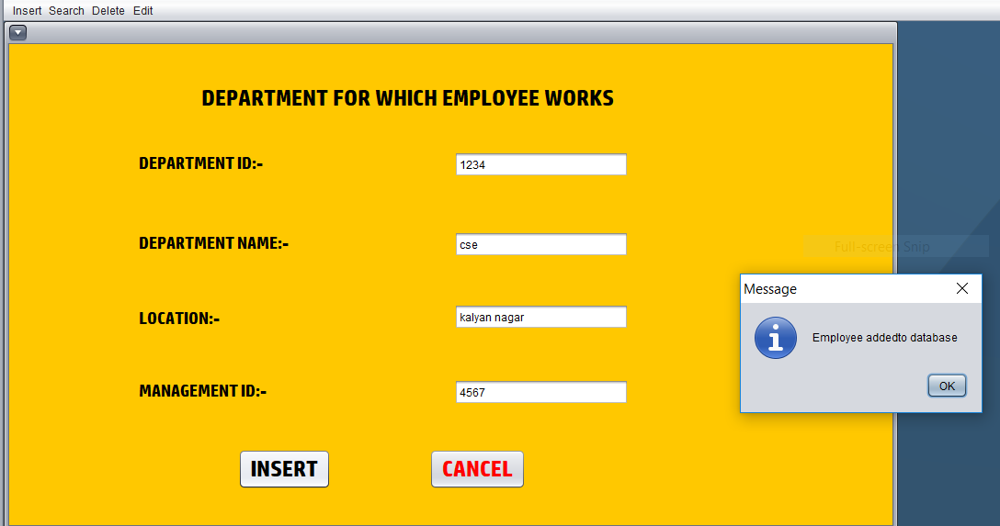 Insert Search Delete Edit
DEPARTMENT FOR WHICH EMPLOYEE WORKS
DEPARTMENT ID:- 1234
DEPARTMENT NAME:- cse
Full-screen Snip
Message
LOCATION:- kalyan nagar
Employee addedto database
OK
MANAGEMENT ID:- 4567
INSERT CANCEL